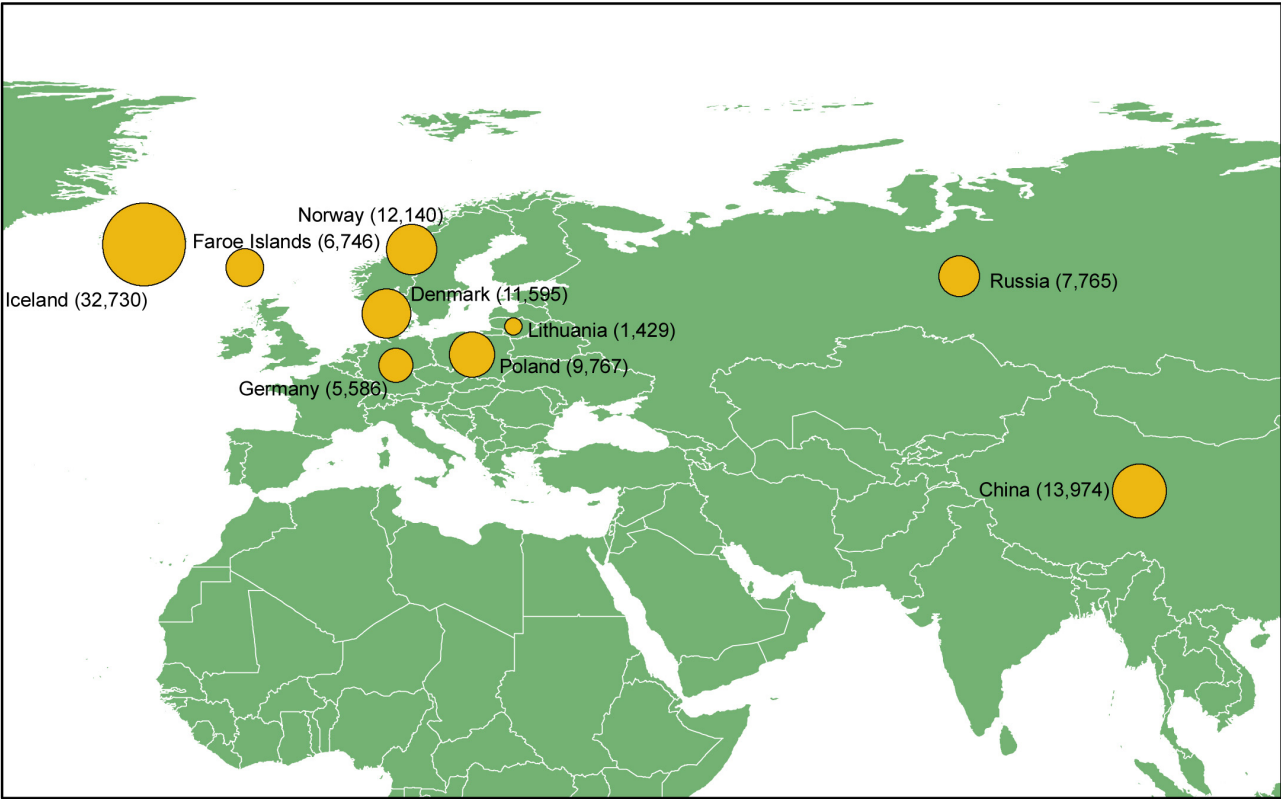 Norway (12,140)
Faroe Islands (6,746)
Iceland (32,730)
Denmark (11,595)
Russia (7,765)
Lithuania (1,429)
Poland (9,767)
Germany (5,586)
China (13,974)